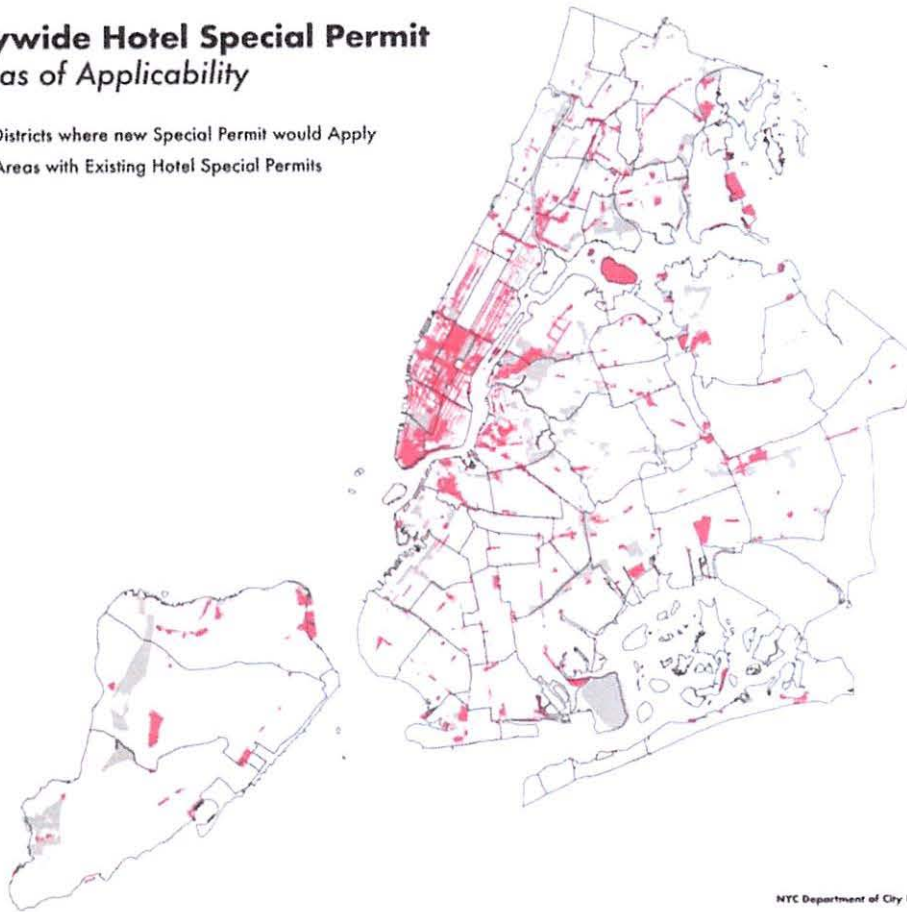 ywide Hotel Special Permit
as of Applicability
Districts where new Special Permit would Apply
Areas with Existing Hotel Special Permits
NYC Department of City